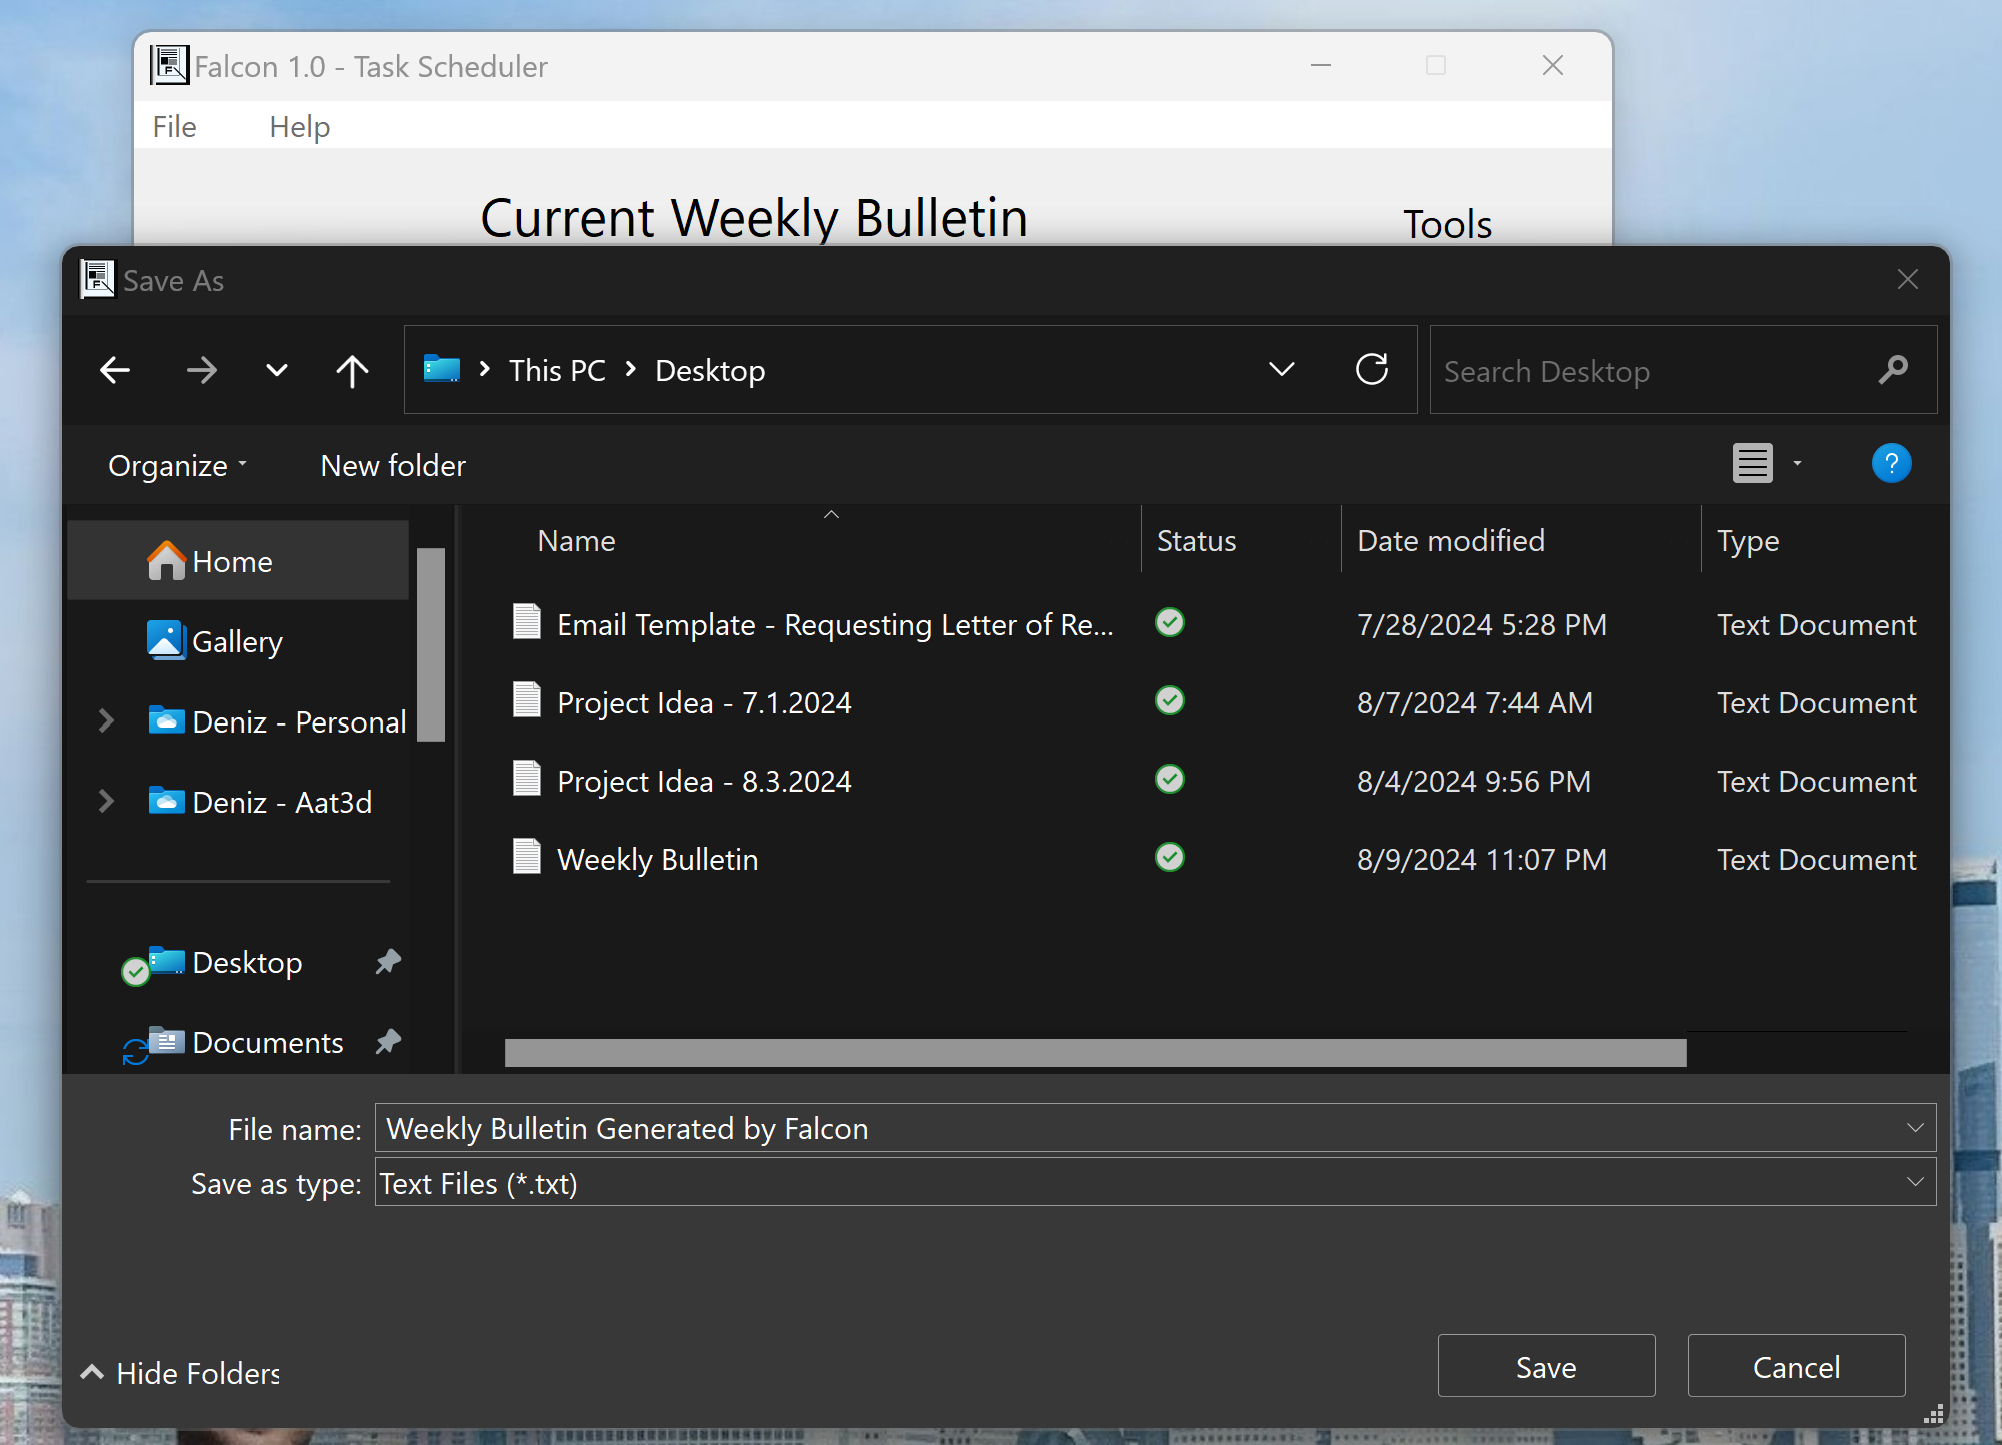 Falcon 1.0 - Task Scheduler
File Help
Current Weekly Bulletin
Tools
Save As
This PC Desktop
Search Desktop
Organize
New folder
?
Name Status Date modified Type
Home
Gallery
Deniz - Personal
Deniz - Aat3d
Desktop
Documents
Email Template - Requesting Letter of Re... 7/28/2024 5:28 PM Text Document
Project Idea - 7.1.2024 8/7/2024 7:44 AM Text Document
Project Idea - 8.3.2024 8/4/2024 9:56 PM Text Document
Weekly Bulletin 8/9/2024 11:07 PM Text Document
File name: Weekly Bulletin Generated by Falcon
Save as type: Text Files (*.txt)
Hide Folders
Save
Cancel